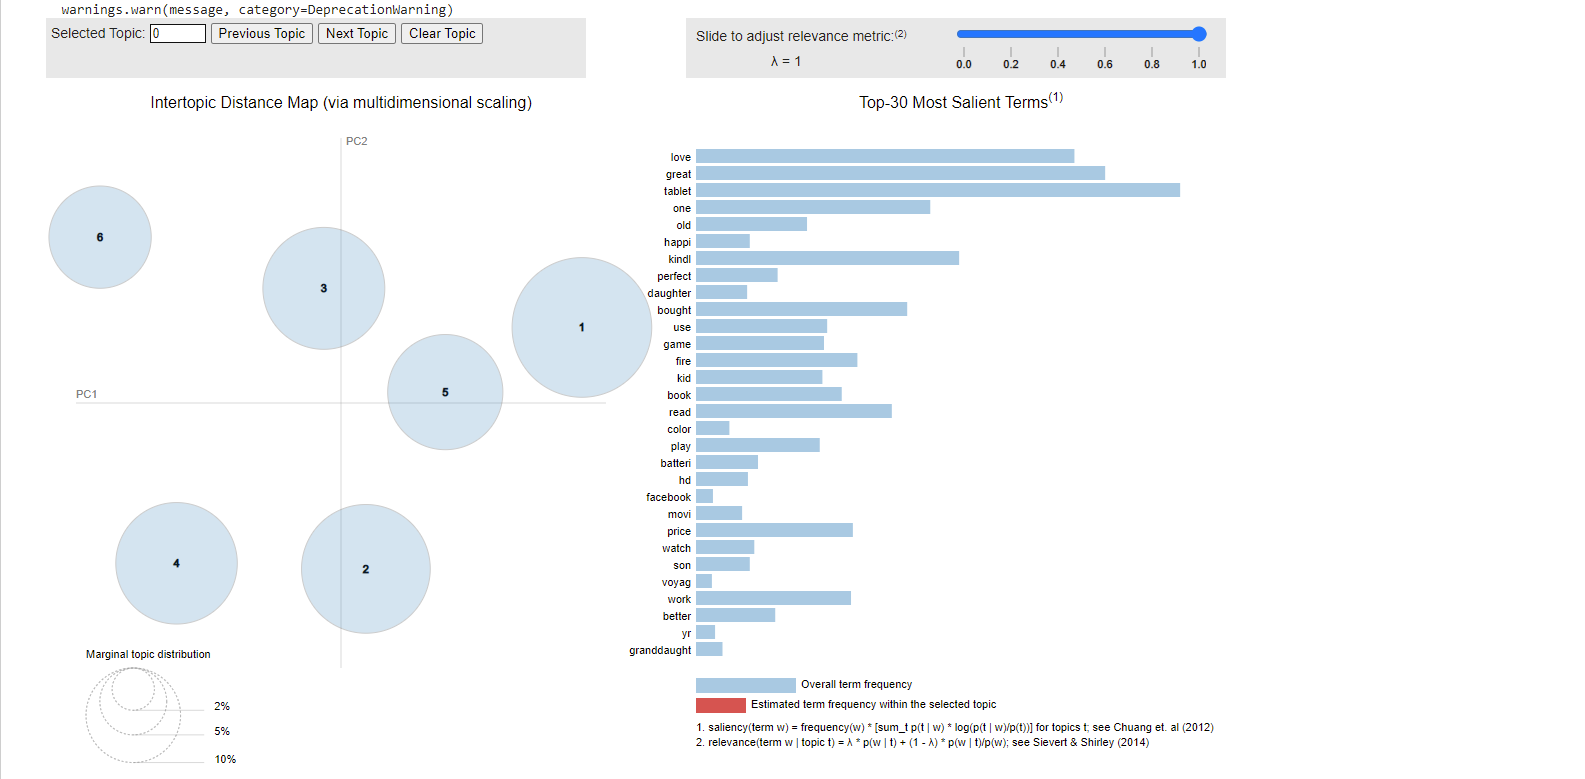 warnings.warn(message, category=DeprecationWarning)
Selected Topic: 0 Previous Topic Next Topic Clear Topic
Slide to adjust relevance metric:(2)
λ = 1
0.0 0.2 0.4 0.6 0.8 1.0
Intertopic Distance Map (via multidimensional scaling)
PC2
PC1
6
3
1
5
4
2
Marginal topic distribution
2%
5%
10%
Top-30 Most Salient Terms(1)
love
great
tablet
one
old
happi
kindl
perfect
daughter
bought
use
game
fire
kid
book
read
color
play
batteri
hd
facebook
movi
price
watch
son
voyag
work
better
yr
granddaught
Overall term frequency
Estimated term frequency within the selected topic
1. saliency(term w) = frequency(w) * [sum_t p(t | w) * log(p(t | w)/p(t))] for topics t; see Chuang et. al (2012)
2. relevance(term w | topic t) = λ * p(w | t) + (1 - λ) * p(w | t)/p(w); see Sievert & Shirley (2014)